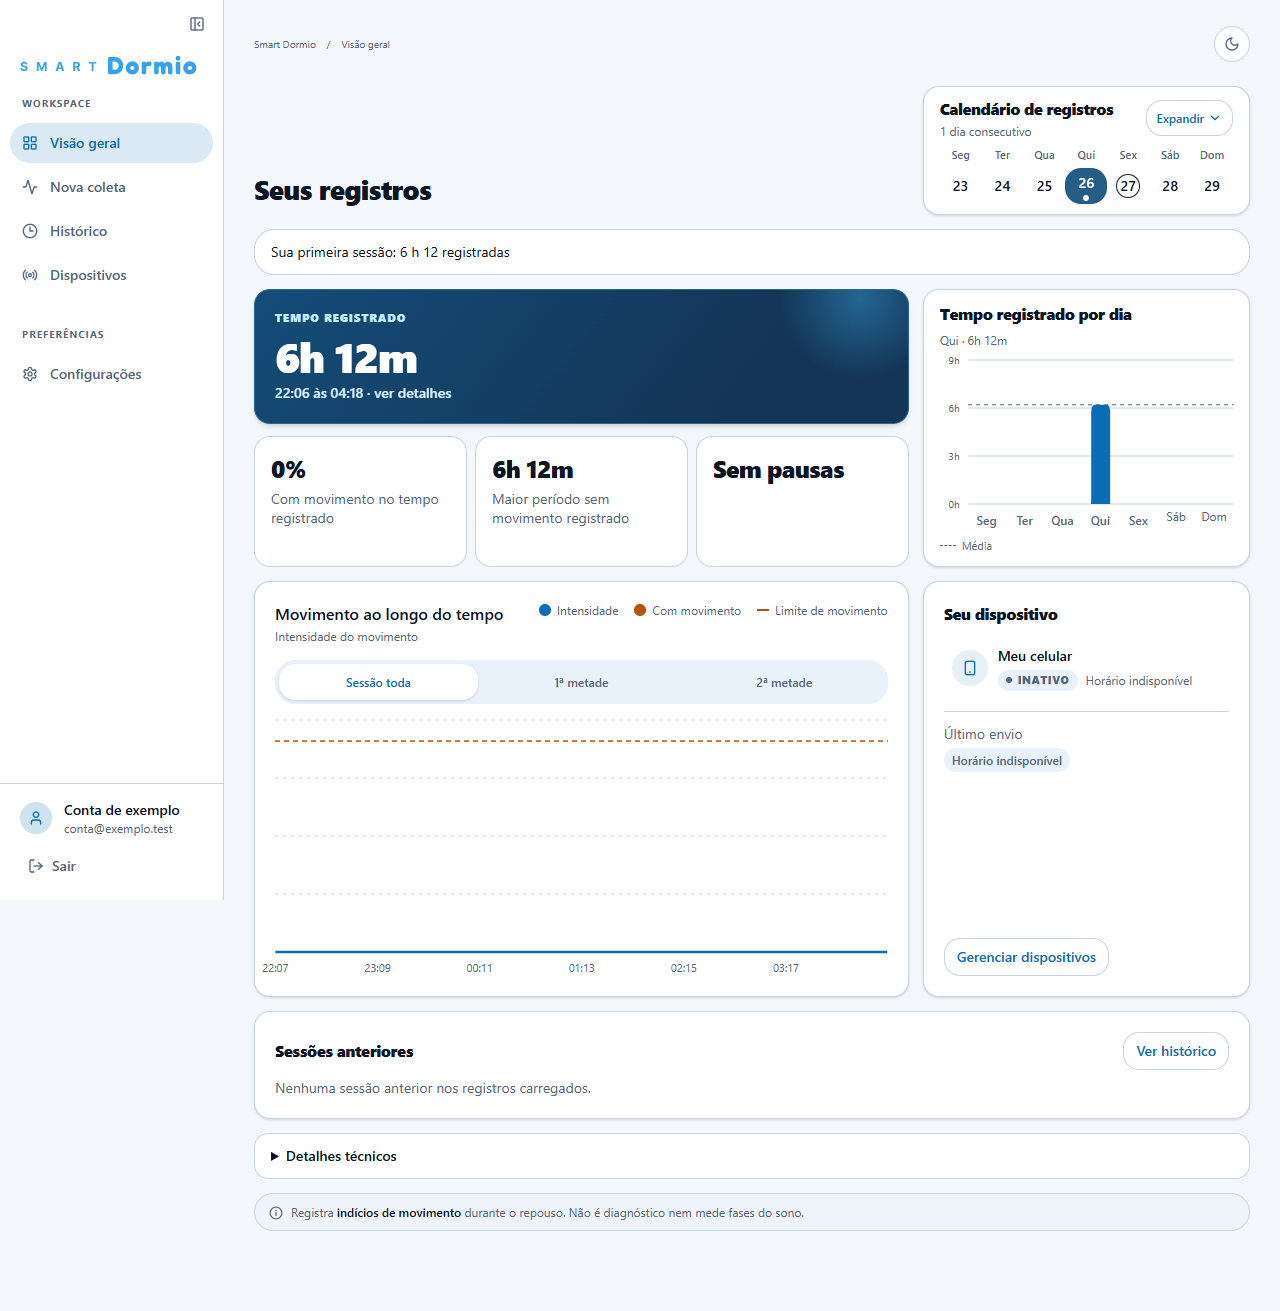 SMART Dormio
WORKSPACE
Visão geral
Nova coleta
Histórico
Dispositivos
PREFERÊNCIAS
Configurações
Conta de exemplo
conta@exemplo.test
Sair
Smart Dormio / Visão geral
Seus registros
Calendário de registros
1 dia consecutivo
Expandir
Seg Ter Qua Qui Sex Sáb Dom
23 24 25 26 27 28 29
Sua primeira sessão: 6 h 12 registradas
TEMPO REGISTRADO
6h 12m
22:06 às 04:18 · ver detalhes
0%
Com movimento no tempo
registrado
6h 12m
Maior período sem
movimento registrado
Sem pausas
Tempo registrado por dia
Qui · 6h 12m
9h
6h
3h
0h
Seg Ter Qua Qui Sex Sáb Dom
Média
Movimento ao longo do tempo
Intensidade do movimento
Intensidade Com movimento Limite de movimento
Sessão toda 1ª metade 2ª metade
22:07 23:09 00:11 01:13 02:15 03:17
Seu dispositivo
Meu celular
INATIVO Horário indisponível
Último envio
Horário indisponível
Gerenciar dispositivos
Sessões anteriores
Ver histórico
Nenhuma sessão anterior nos registros carregados.
Detalhes técnicos
Registra indícios de movimento durante o repouso. Não é diagnóstico nem mede fases do sono.